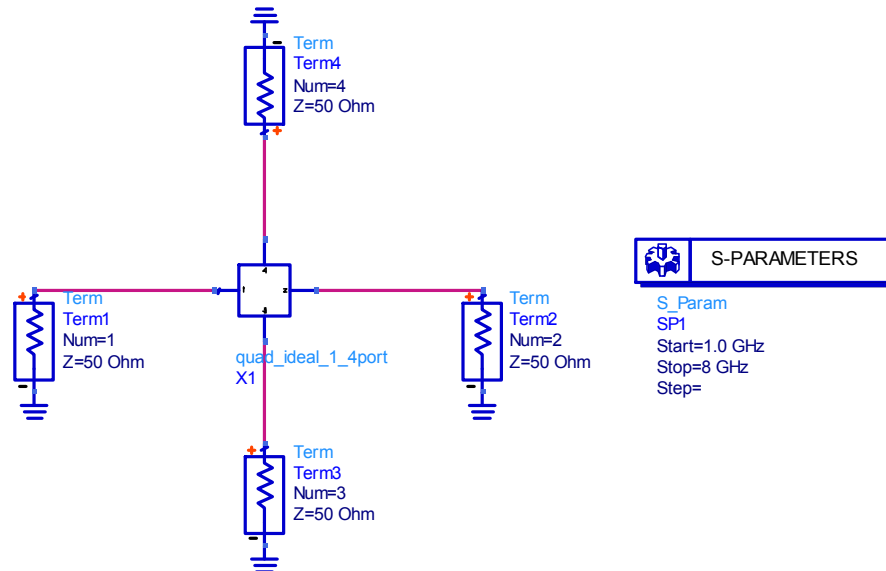 Term
Term4
Num=4
Z=50 Ohm
Term
Term1
Num=1
Z=50 Ohm
quad_ideal_1_4port
X1
Term
Term2
Num=2
Z=50 Ohm
Term
Term3
Num=3
Z=50 Ohm
S-PARAMETERS
S_Param
SP1
Start=1.0 GHz
Stop=8 GHz
Step=